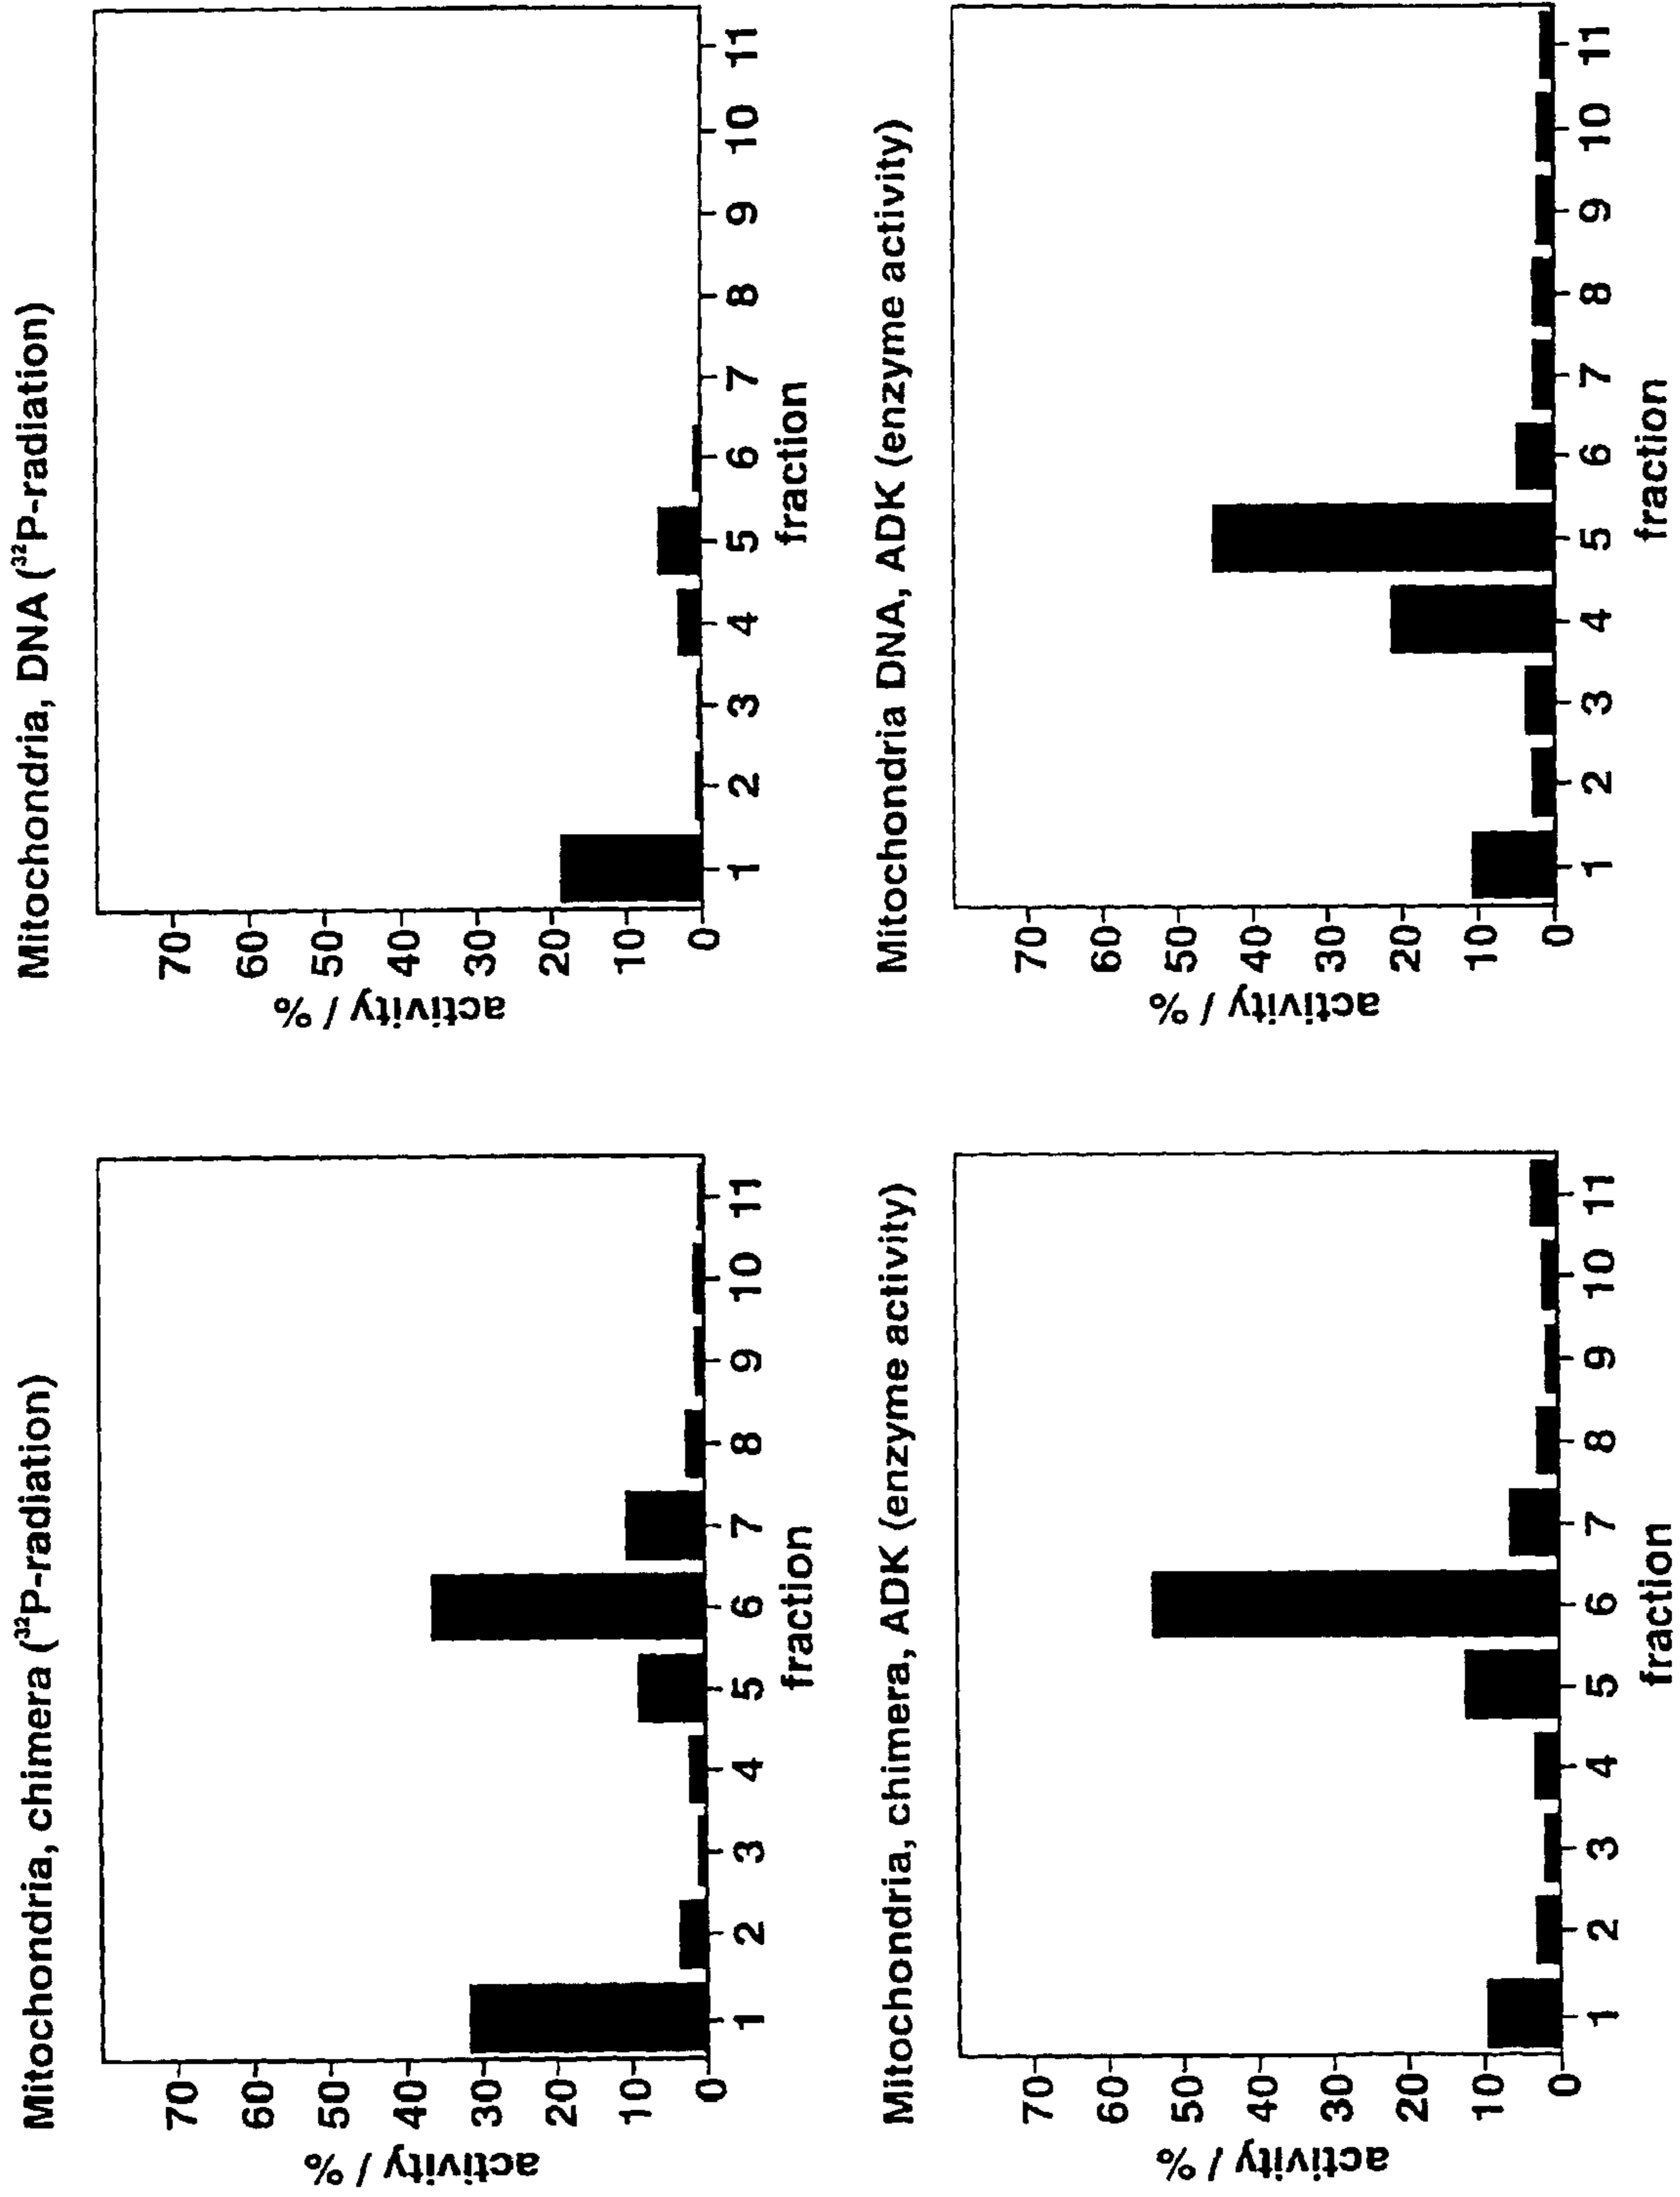 Mitochondria, chimera (³²P-radiation)
activity / %
70
60
50
40
30
20
10
0
1 2 3 4 5 6 7 8 9 10 11
fraction
Mitochondria, DNA (³²P-radiation)
activity / %
70
60
50
40
30
20
10
0
1 2 3 4 5 6 7 8 9 10 11
fraction
Mitochondria, chimera, ADK (enzyme activity)
activity / %
70
60
50
40
30
20
10
0
1 2 3 4 5 6 7 8 9 10 11
fraction
Mitochondria DNA, ADK (enzyme activity)
activity / %
70
60
50
40
30
20
10
0
1 2 3 4 5 6 7 8 9 10 11
fraction